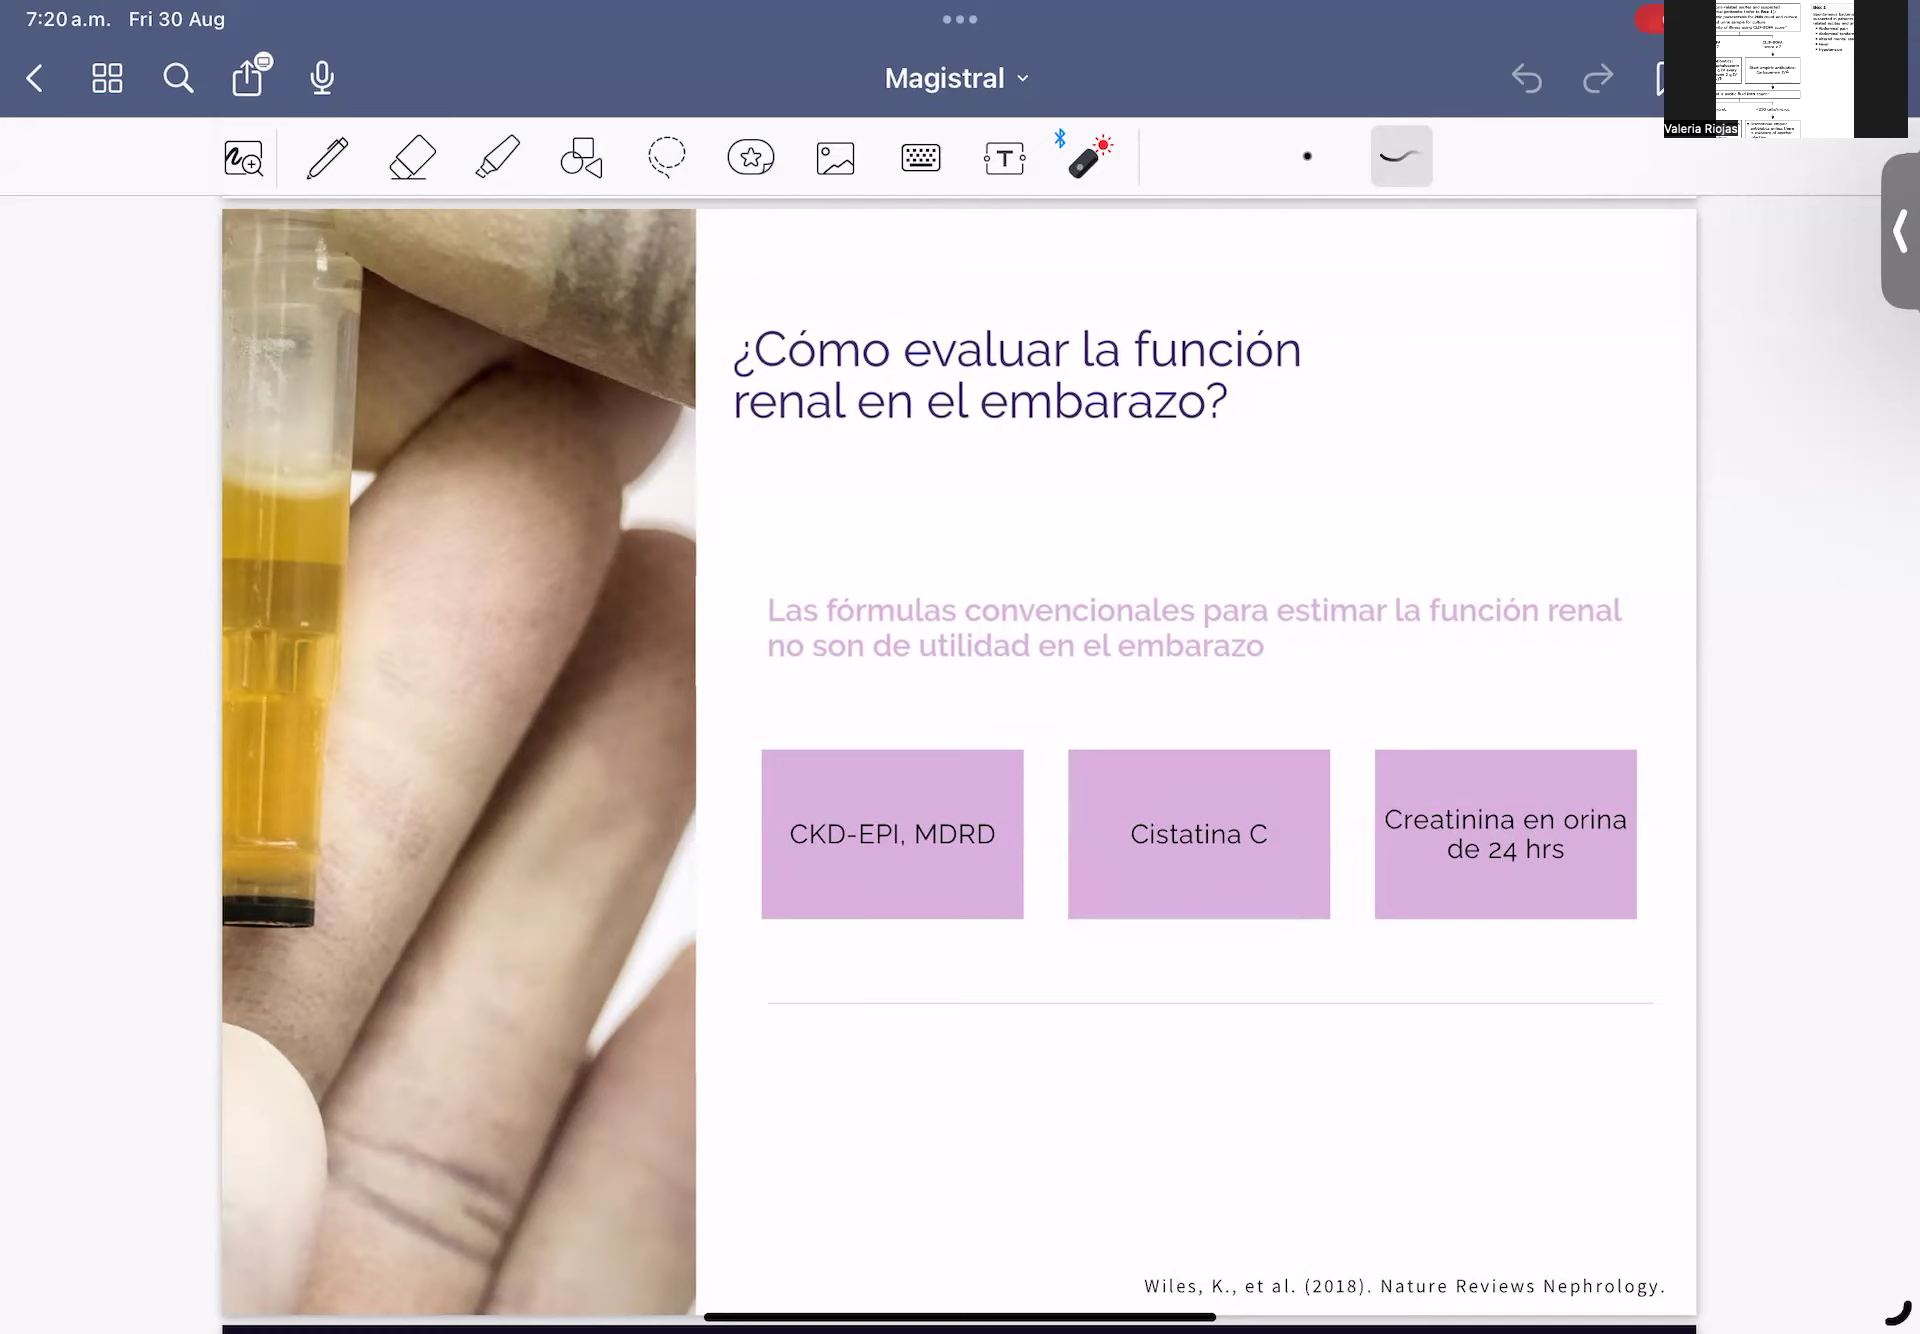 7:20 a.m. Fri 30 Aug
Magistral
Box 1
Valeria Riojas
T
¿Cómo evaluar la función
renal en el embarazo?
Las fórmulas convencionales para estimar la función renal
no son de utilidad en el embarazo
CKD-EPI, MDRD
Cistatina C
Creatinina en orina
de 24 hrs
Wiles, K., et al. (2018). Nature Reviews Nephrology.